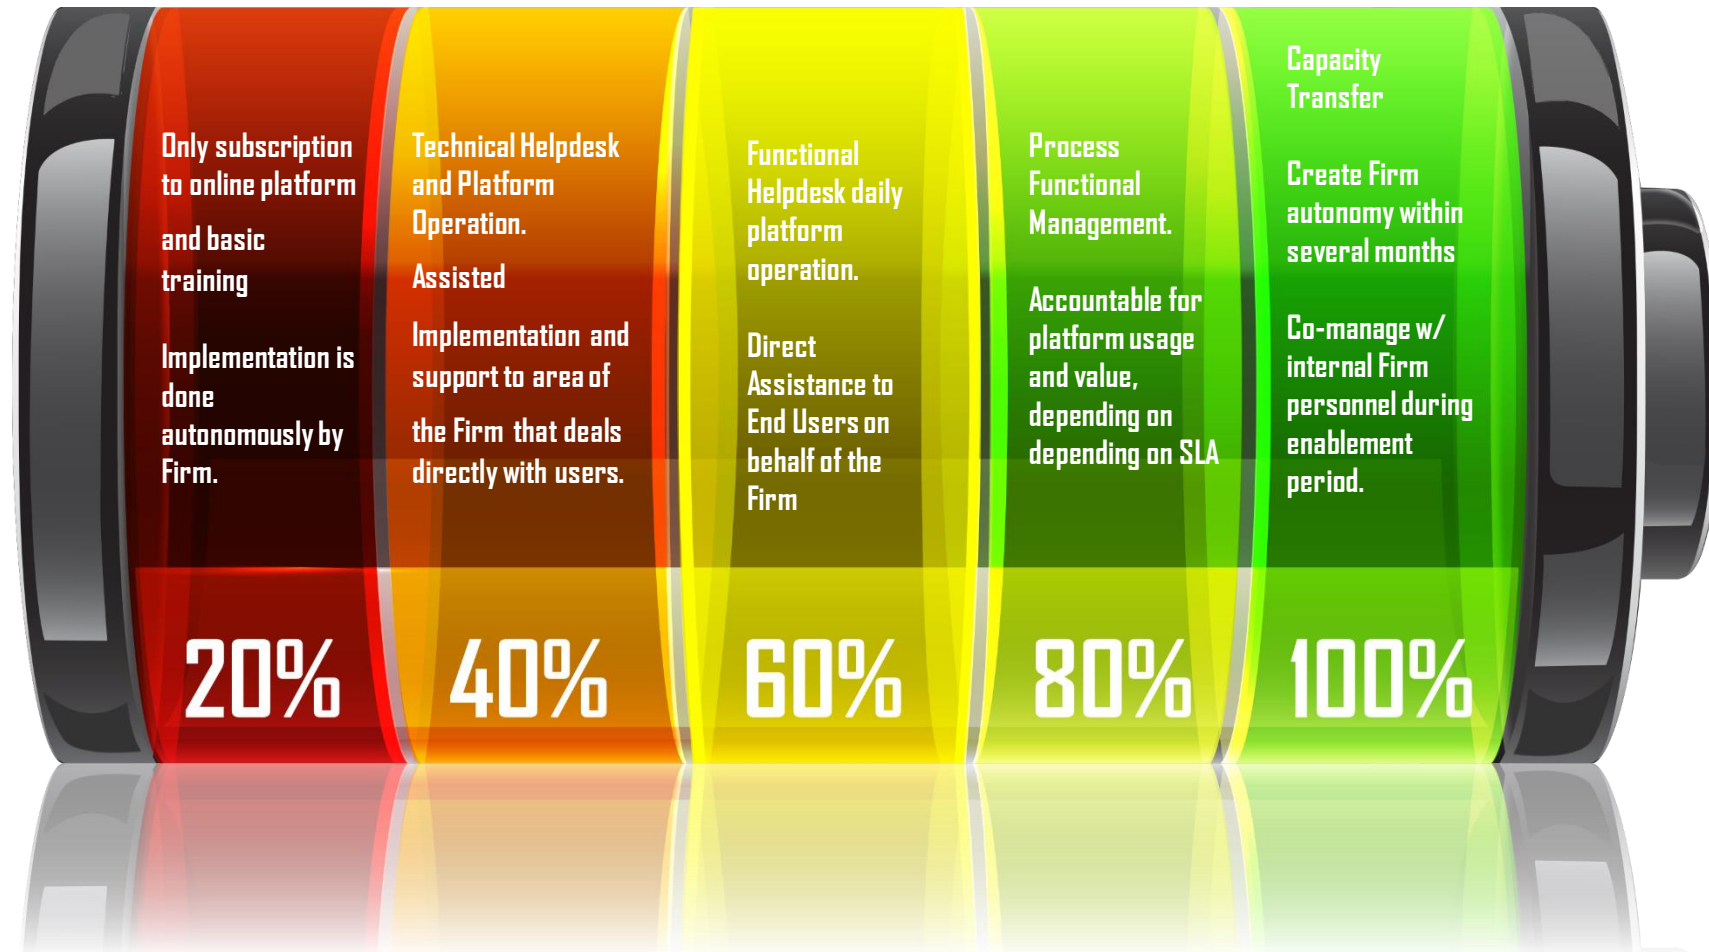 Only subscription
to online platform
and basic
training
Implementation is
done
autonomously by
Firm.
20%
Technical Helpdesk
and Platform
Operation.
Assisted
Implementation and
support to area of
the Firm that deals
directly with users.
40%
Functional
Helpdesk daily
platform
operation.
Direct
Assistance to
End Users on
behalf of the
Firm
60%
Process
Functional
Management.
Accountable for
platform usage
and value,
depending on
depending on SLA
80%
Capacity
Transfer
Create Firm
autonomy within
several months
Co-manage w/
internal Firm
personnel during
enablement
period.
100%